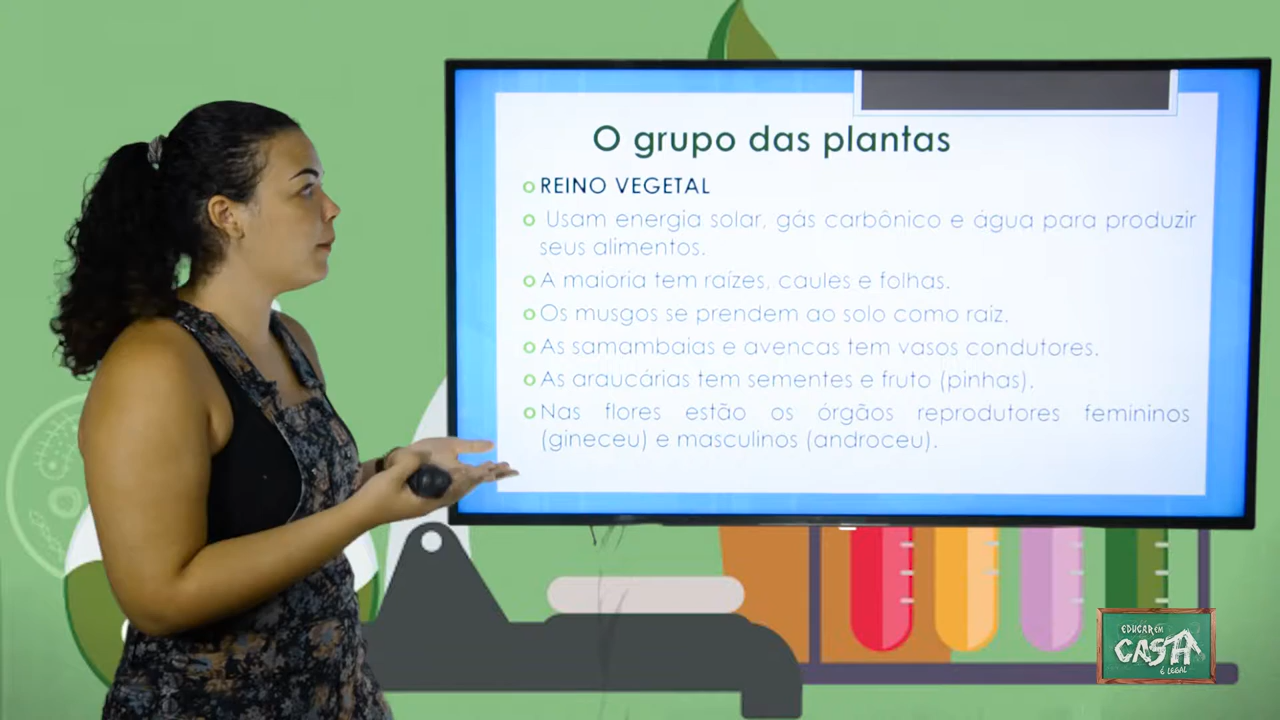 O grupo das plantas
REINO VEGETAL
Usam energia solar, gás carbônico e água para produzir
seus alimentos.
A maioria tem raízes, caules e folhas.
Os musgos se prendem ao solo como raiz.
As samambaias e avencas tem vasos condutores.
As araucárias tem sementes e fruto (pinhas).
Nas flores estão os órgãos reprodutores femininos
(gineceu) e masculinos (androceu).
EDUCAR EM
CASA
É LEGAL